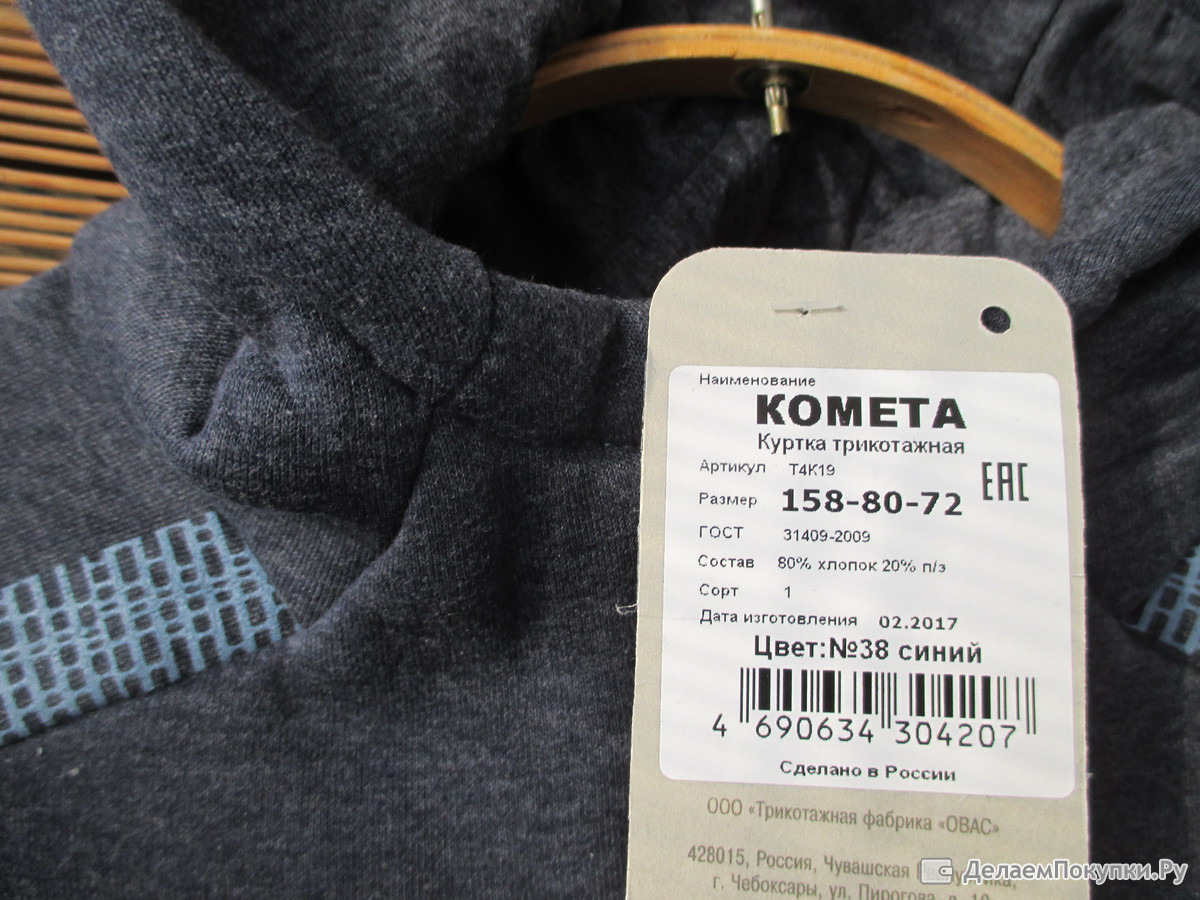 Наименование
КОМЕТА
Куртка трикотажная
Артикул Т4К19
EAC
Размер 158-80-72
ГОСТ 31409-2009
Состав 80% хлопок 20% п/э
Сорт 1
Дата изготовления 02.2017
Цвет:№38 синий
4 690634 304207
Сделано в России
ООО «Трикотажная фабрика «ОВАС»
428015, Россия, Чувашская
г. Чебоксары, ул. Пирогова,
ДелаемПокупки.Ру